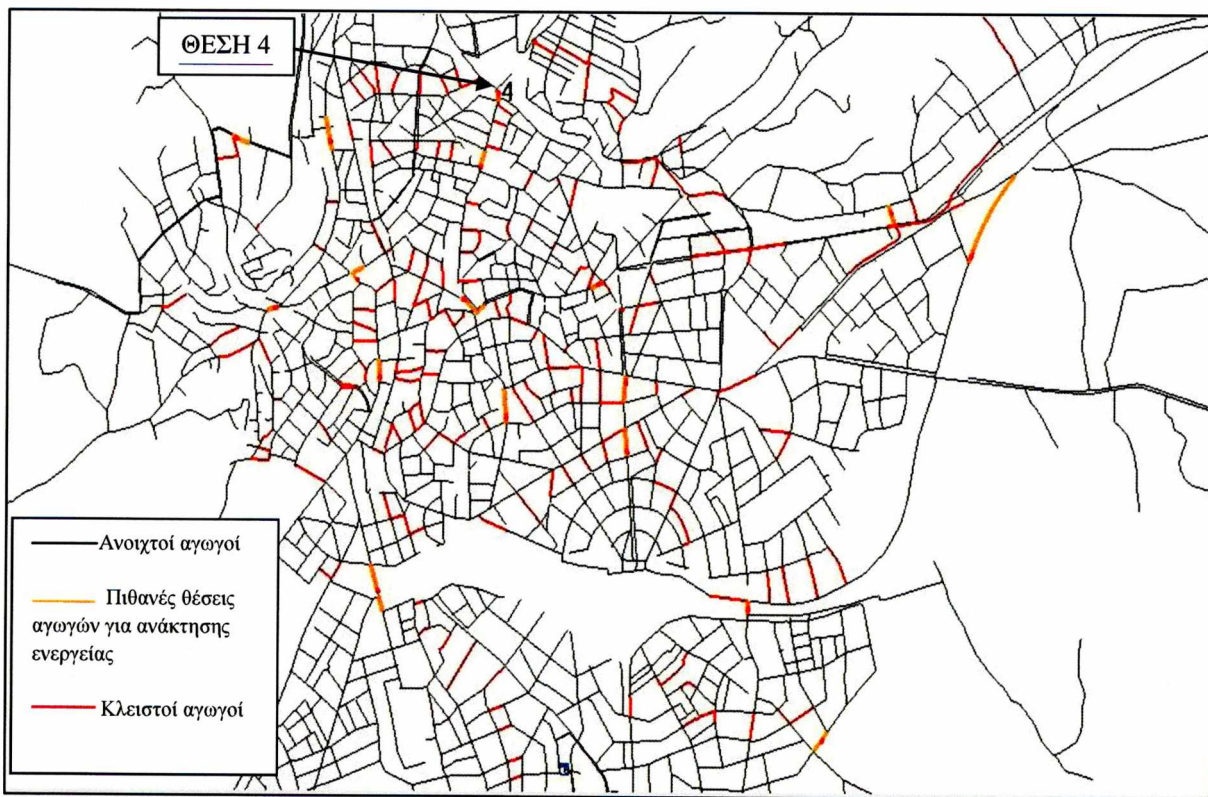 ΘΕΣΗ 4
4
Ανοιχτοί αγωγοί
Πιθανές θέσεις
αγωγών για ανάκτησης
ενεργείας
Κλειστοί αγωγοί